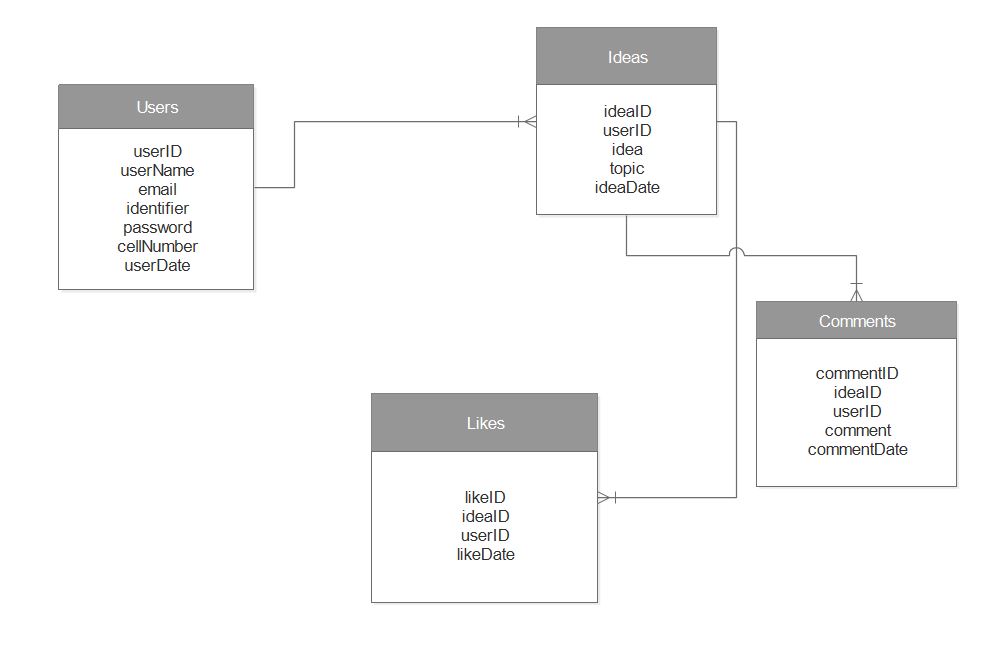 Users
userID
userName
email
identifier
password
cellNumber
userDate
Ideas
ideaID
userID
idea
topic
ideaDate
Likes
likeID
ideaID
userID
likeDate
Comments
commentID
ideaID
userID
comment
commentDate